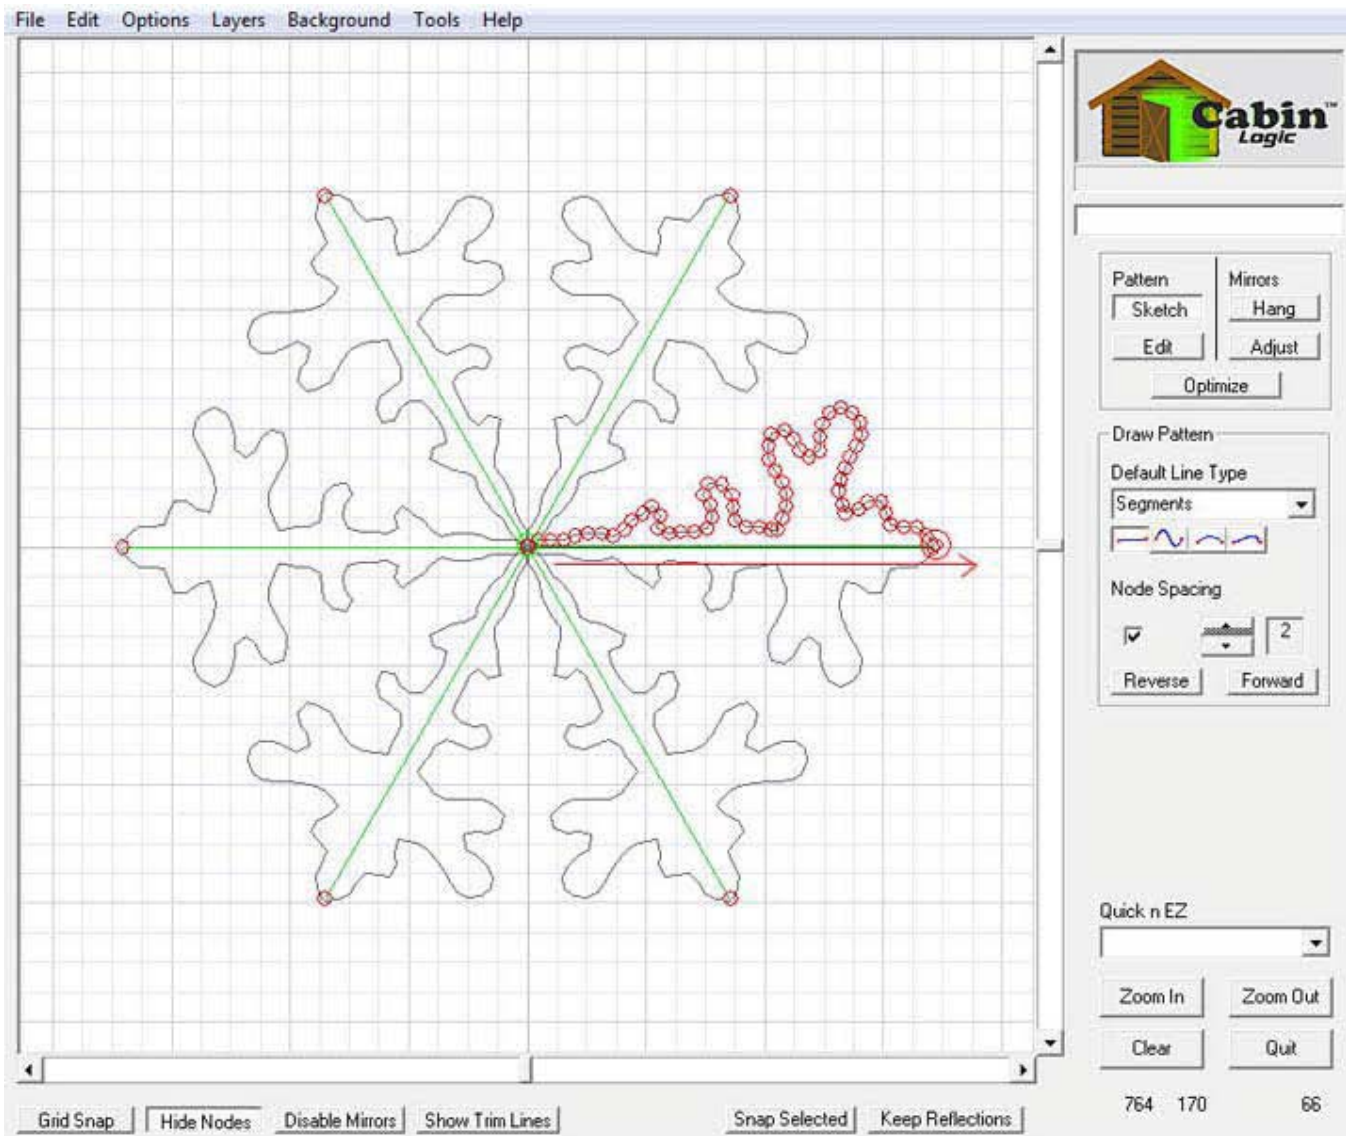 File Edit Options Layers Background Tools Help
Cabin™
Logic
Pattern Mirrors
Sketch Hang
Edit Adjust
Optimize
Draw Pattern
Default Line Type
Segments
Node Spacing
2
Reverse Forward
Quick n EZ
Zoom In Zoom Out
Clear Quit
764 170 66
Grid Snap Hide Nodes Disable Mirrors Show Trim Lines Snap Selected Keep Reflections